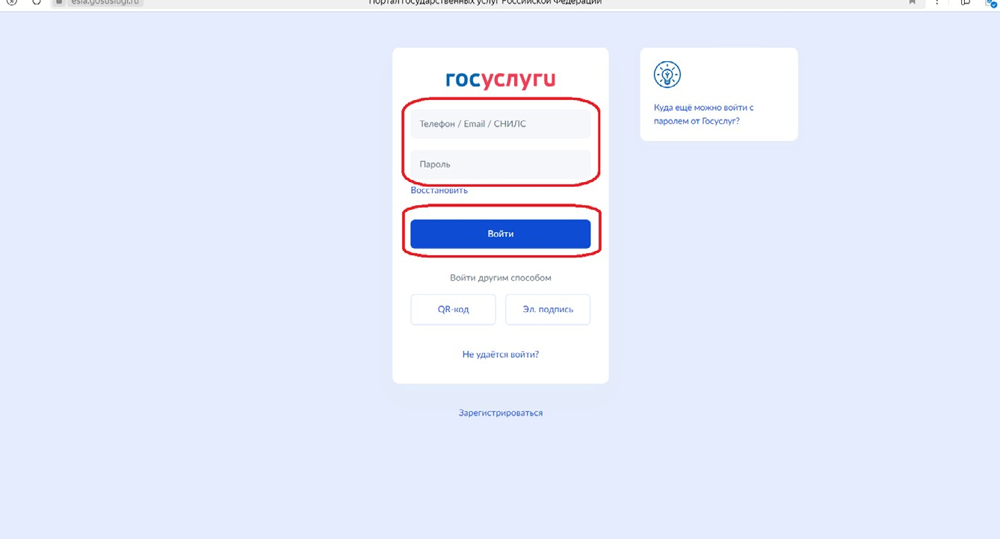 esia.gosuslugi.ru
Портал государственных услуг Российской Федерации
госуслуги
Телефон / Email / СНИЛС
Пароль
Восстановить
Войти
Войти другим способом
QR-код
Эл. подпись
Не удаётся войти?
Зарегистрироваться
Куда ещё можно войти с
паролем от Госуслуг?